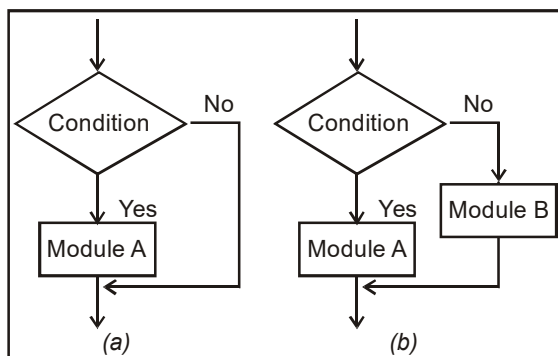 Condition
No
Yes
Module A
(a)
Condition
No
Module B
Yes
Module A
(b)